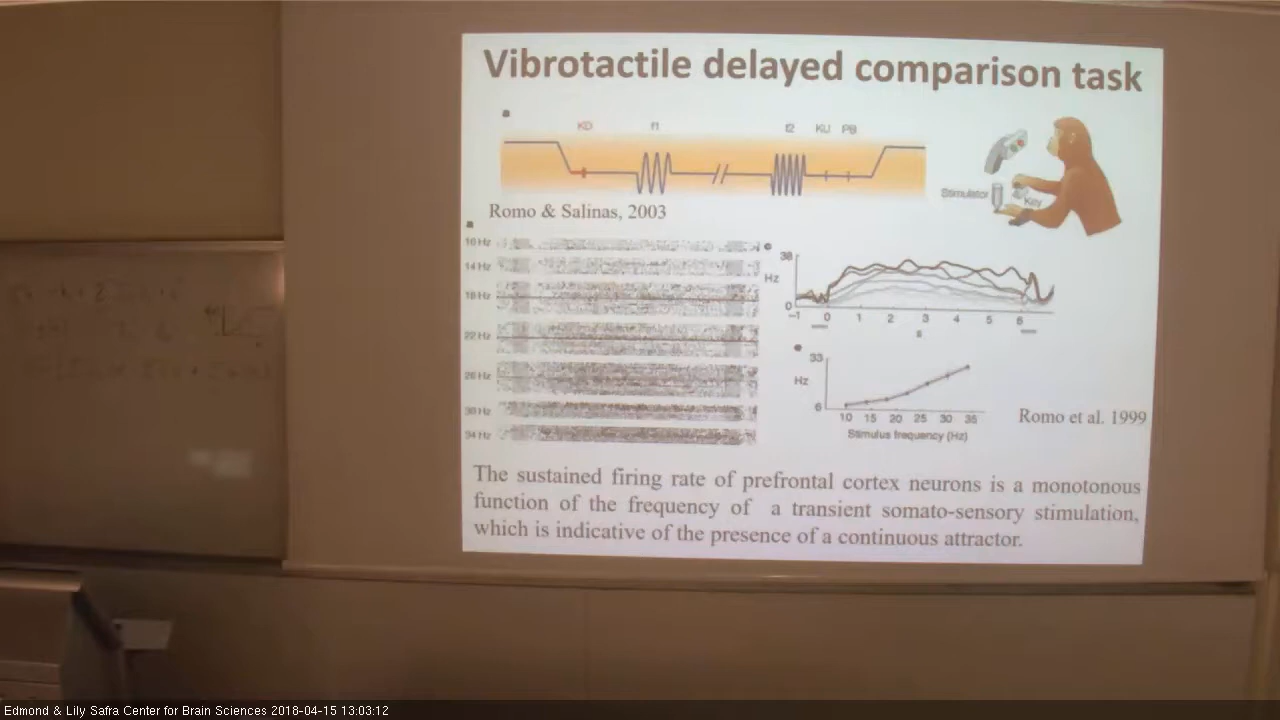 Vibrotactile delayed comparison task
KD f1 f2 KU PB
Stimulator
Key
Romo & Salinas, 2003
10 Hz
14 Hz
18 Hz
22 Hz
26 Hz
30 Hz
34 Hz
38
Hz
0
-1 0 1 2 3 4 5 6
s
33
Hz
6
10 15 20 25 30 35
Stimulus frequency (Hz)
Romo et al. 1999
The sustained firing rate of prefrontal cortex neurons is a monotonous
function of the frequency of a transient somato-sensory stimulation,
which is indicative of the presence of a continuous attractor.
Edmond & Lily Safra Center for Brain Sciences 2018-04-15 13:03:12